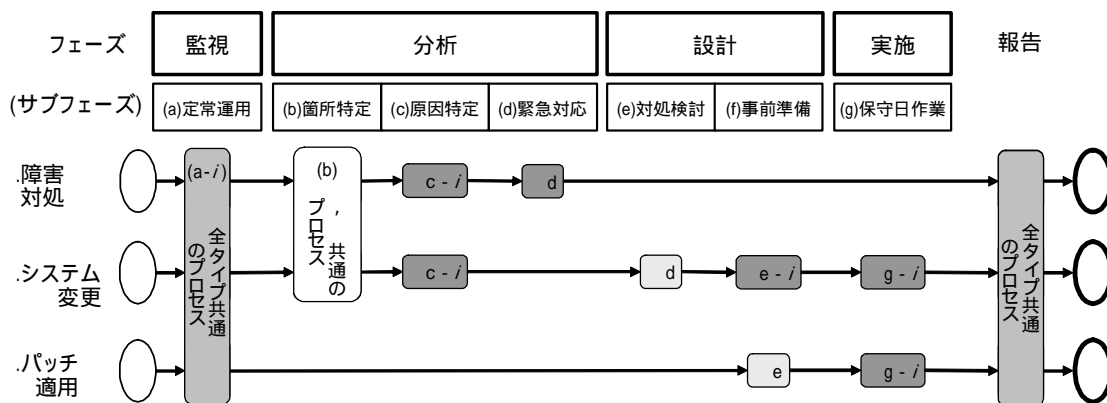 フェーズ 監視 分析 設計 実施 報告
(サブフェーズ) (a)定常運用 (b)箇所特定 (c)原因特定 (d)緊急対応 (e)対処検討 (f)事前準備 (g)保守日作業
.障害
対処
(a-i)
全タイプ共通
のプロセス
(b)
, 共通の
プロセス
c - i
d
全タイプ共通
のプロセス
.システム
変更
c - i
d
e - i
g - i
.パッチ
適用
e
g - i